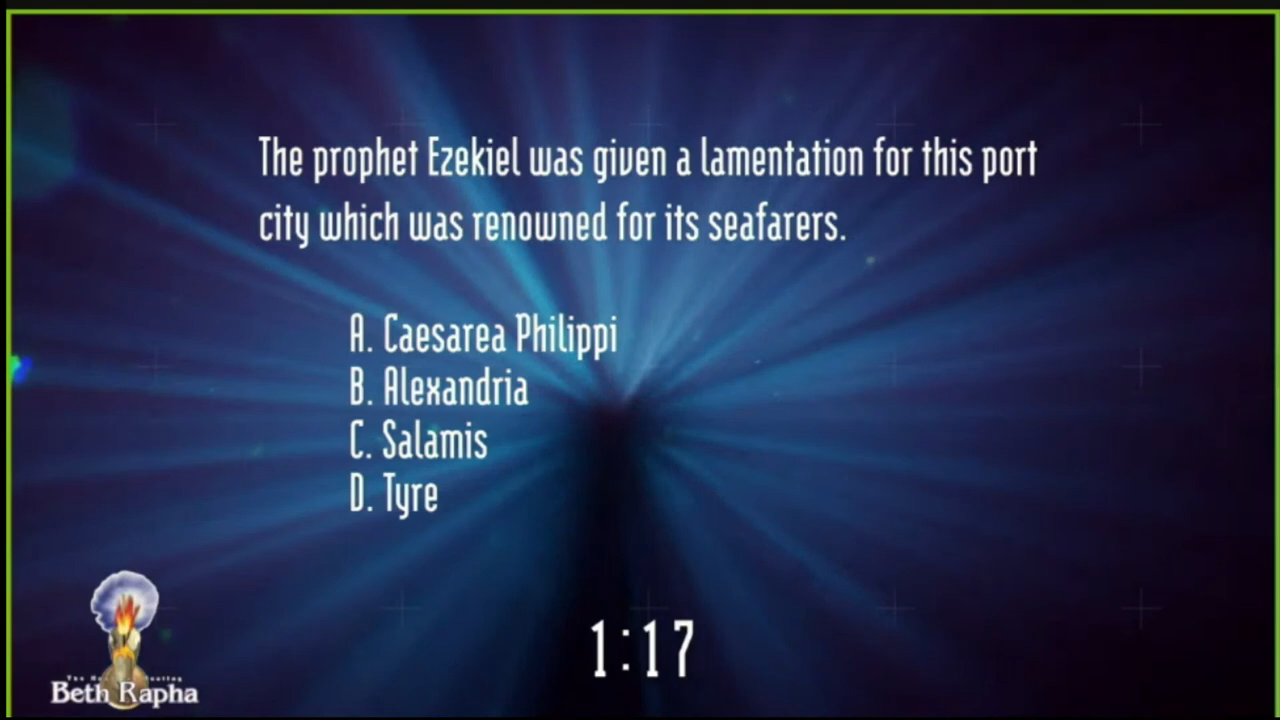 The prophet Ezekiel was given a lamentation for this port
city which was renowned for its seafarers.
A. Caesarea Philippi
B. Alexandria
C. Salamis
D. Tyre
1:17
Beth Rapha